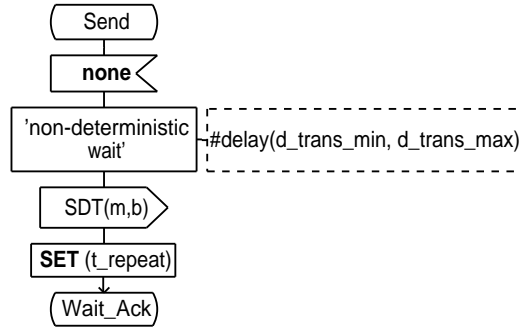 Send
none
'non-deterministic
wait'
#delay(d_trans_min, d_trans_max)
SDT(m,b)
SET (t_repeat)
Wait_Ack